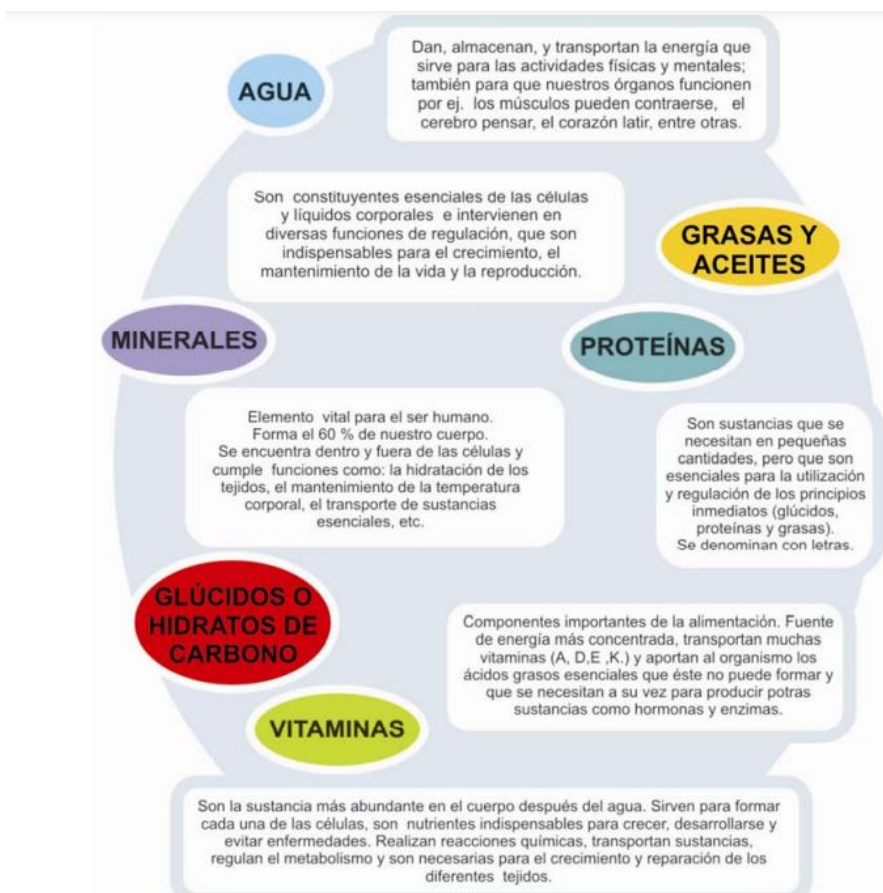 Dan, almacenan, y transportan la energía que
sirve para las actividades físicas y mentales;
también para que nuestros órganos funcionen
por ej. los músculos pueden contraerse, el
cerebro pensar, el corazón latir, entre otras.
AGUA
Son constituyentes esenciales de las células
y líquidos corporales e intervienen en
diversas funciones de regulación, que son
indispensables para el crecimiento, el
mantenimiento de la vida y la reproducción.
GRASAS Y
ACEITES
MINERALES
PROTEÍNAS
Elemento vital para el ser humano.
Forma el 60 % de nuestro cuerpo.
Se encuentra dentro y fuera de las células y
cumple funciones como: la hidratación de los
tejidos, el mantenimiento de la temperatura
corporal, el transporte de sustancias
esenciales, etc.
Son sustancias que se
necesitan en pequeñas
cantidades, pero que son
esenciales para la utilización
y regulación de los principios
inmediatos (glúcidos,
proteínas y grasas).
Se denominan con letras.
GLÚCIDOS O
HIDRATOS DE
CARBONO
Componentes importantes de la alimentación. Fuente
de energía más concentrada, transportan muchas
vitaminas (A, D,E ,K.) y aportan al organismo los
ácidos grasos esenciales que éste no puede formar y
que se necesitan a su vez para producir potras
sustancias como hormonas y enzimas.
VITAMINAS
Son la sustancia más abundante en el cuerpo después del agua. Sirven para formar
cada una de las células, son nutrientes indispensables para crecer, desarrollarse y
evitar enfermedades. Realizan reacciones químicas, transportan sustancias,
regulan el metabolismo y son necesarias para el crecimiento y reparación de los
diferentes tejidos.